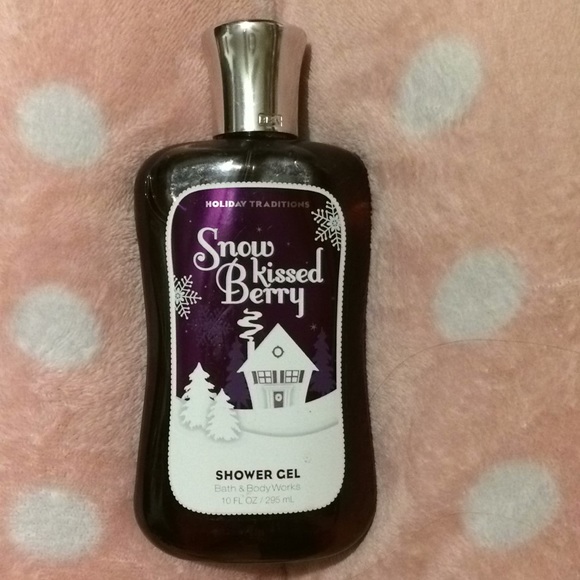 HOLIDAY TRADITIONS
Snow
kissed
Berry
SHOWER GEL
Bath & Body Works
10 FL OZ / 295 mL